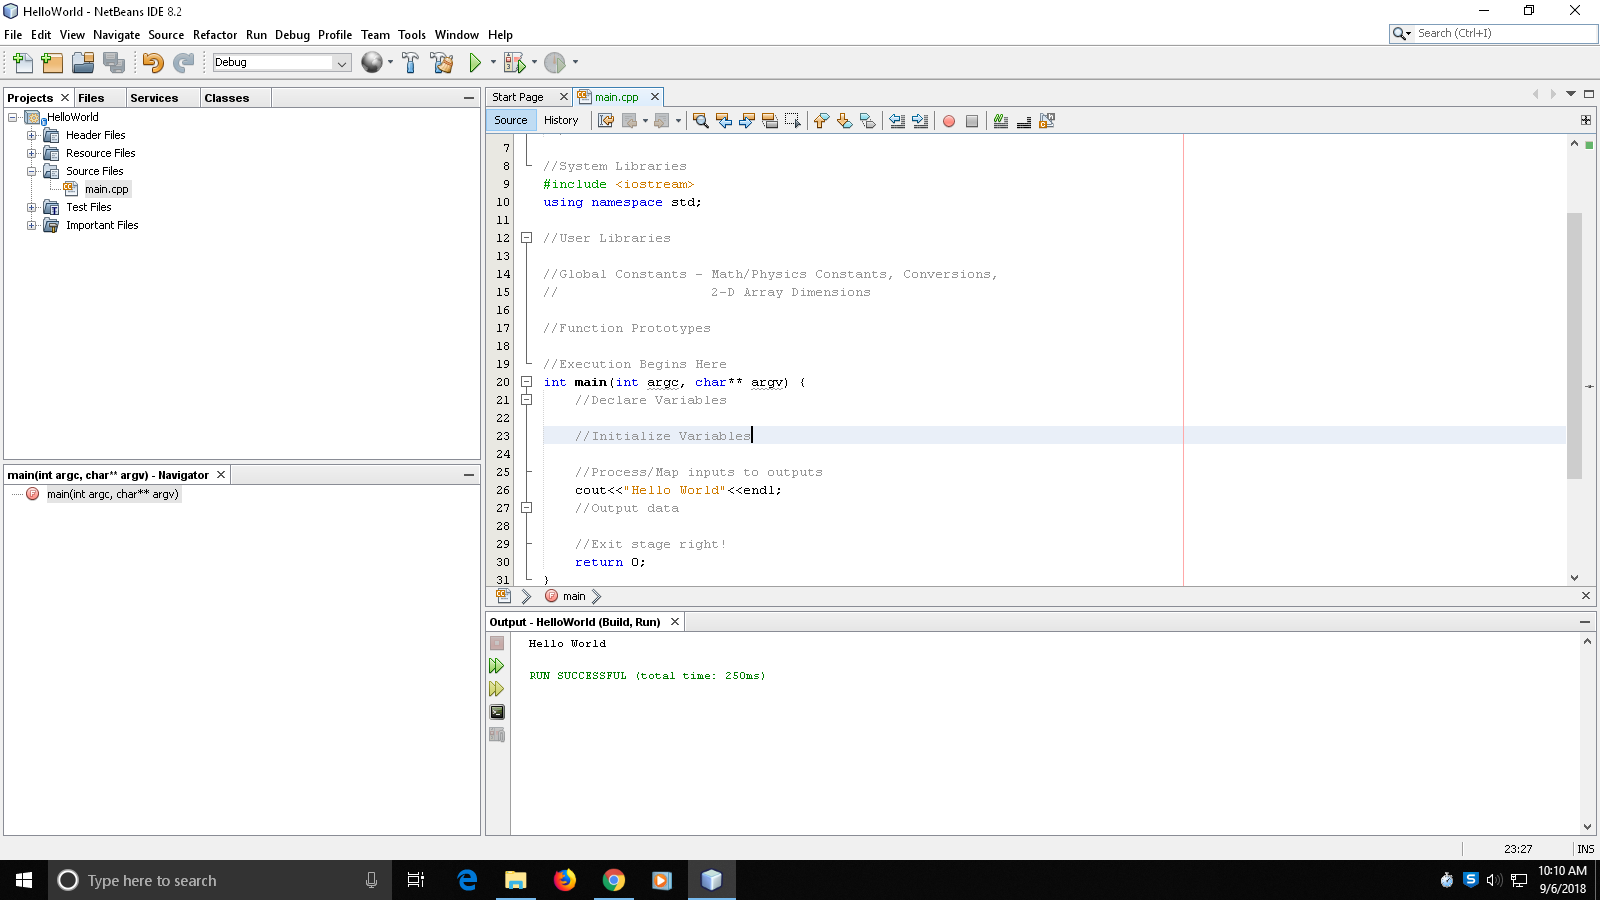 HelloWorld - NetBeans IDE 8.2
File Edit View Navigate Source Refactor Run Debug Profile Team Tools Window Help
Search (Ctrl+I)
Debug
Projects Files Services Classes
HelloWorld
Header Files
Resource Files
Source Files
main.cpp
Test Files
Important Files
main(int argc, char** argv) - Navigator
main(int argc, char** argv)
Start Page main.cpp
Source History
7
8 //System Libraries
9 #include <iostream>
10 using namespace std;
11
12 //User Libraries
13
14 //Global Constants - Math/Physics Constants, Conversions,
15 // 2-D Array Dimensions
16
17 //Function Prototypes
18
19 //Execution Begins Here
20 int main(int argc, char** argv) {
21 //Declare Variables
22
23 //Initialize Variables
24
25 //Process/Map inputs to outputs
26 cout<<"Hello World"<<endl;
27 //Output data
28
29 //Exit stage right!
30 return 0;
31 }
main
Output - HelloWorld (Build, Run)
Hello World
RUN SUCCESSFUL (total time: 250ms)
23:27 INS
Type here to search
10:10 AM
9/6/2018